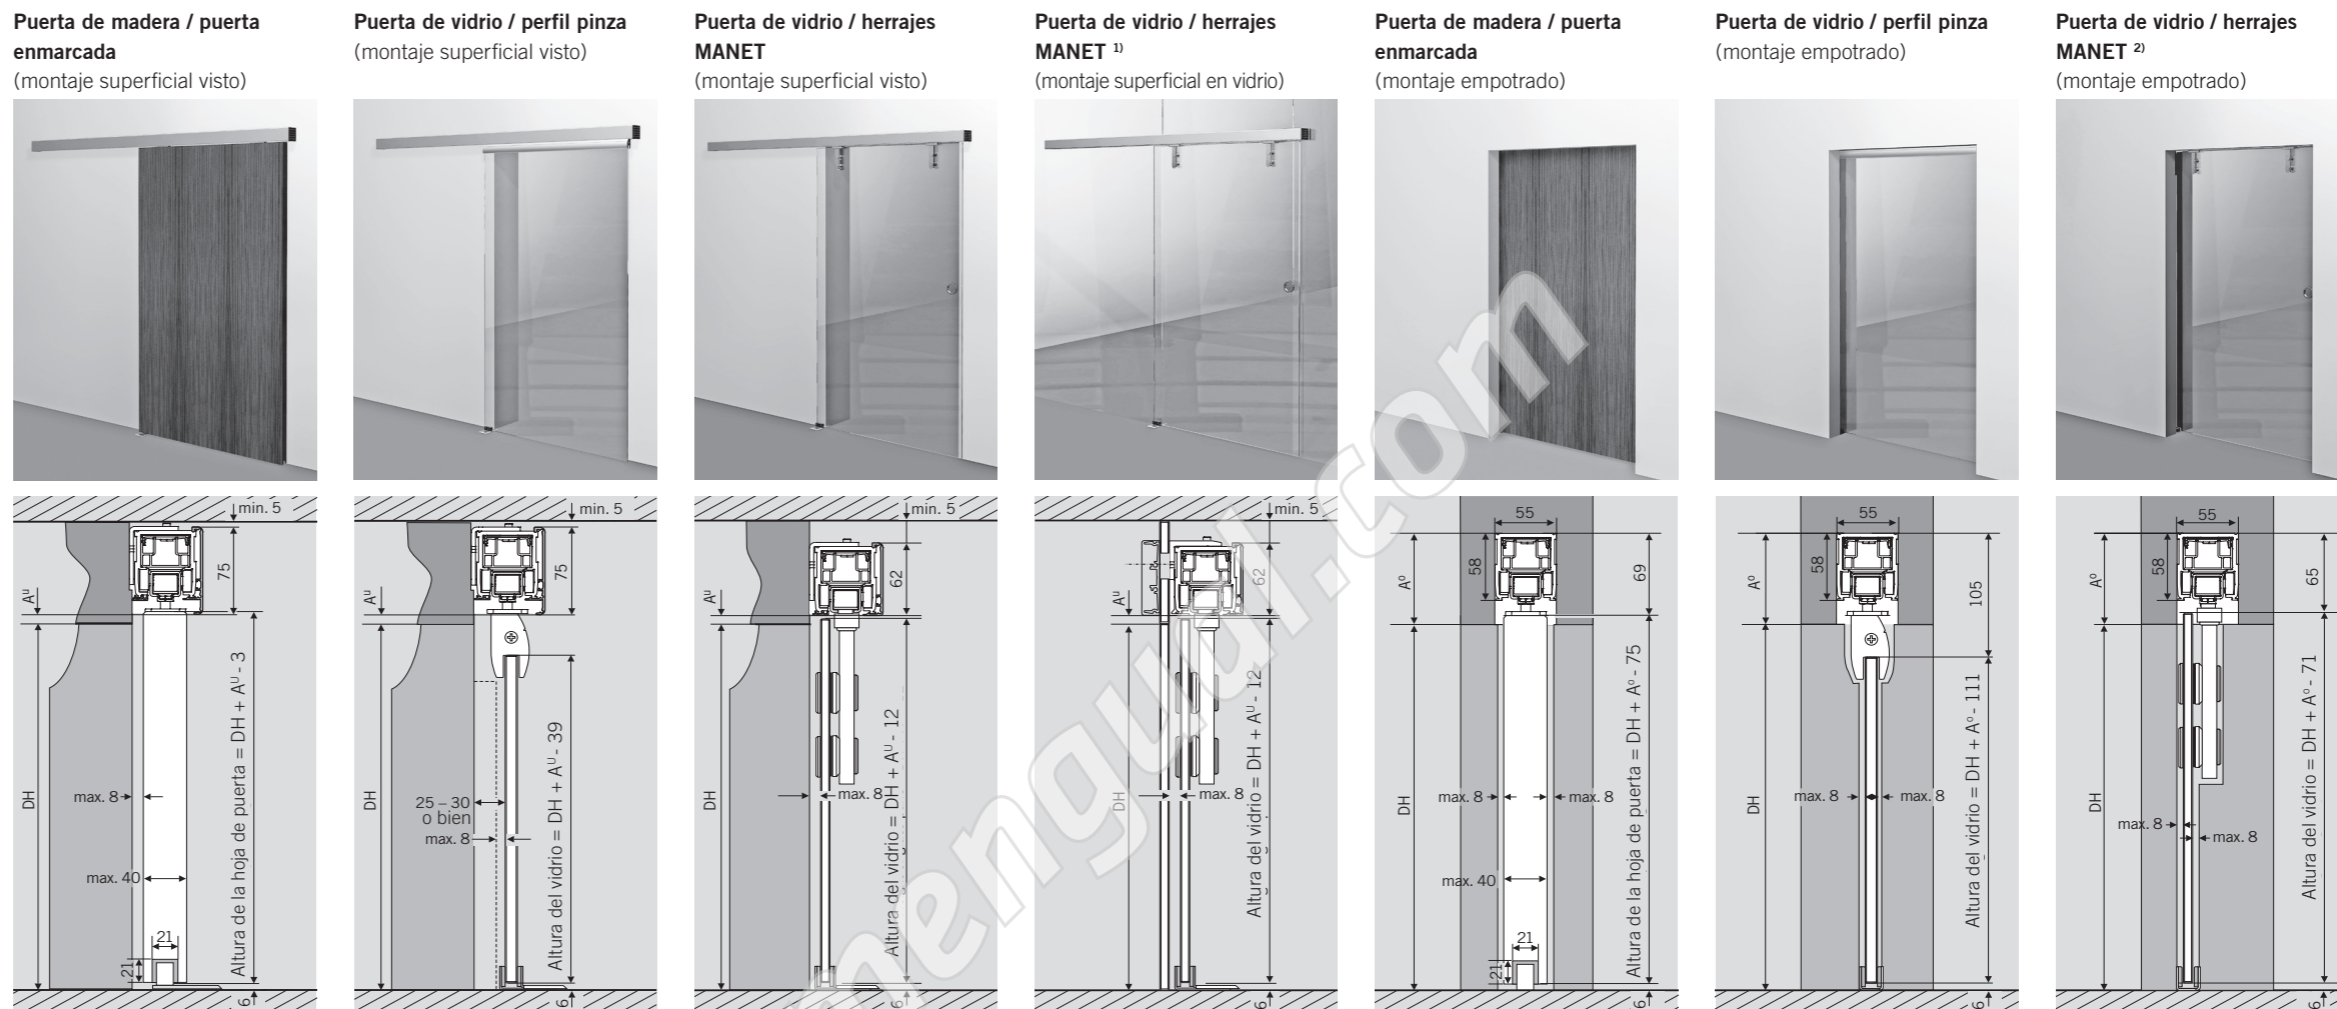 Puerta de madera / puerta
enmarcada
(montaje superficial visto)
Puerta de vidrio / perfil pinza
(montaje superficial visto)
Puerta de vidrio / herrajes
MANET
(montaje superficial visto)
Puerta de vidrio / herrajes
MANET 1)
(montaje superficial en vidrio)
Puerta de madera / puerta
enmarcada
(montaje empotrado)
Puerta de vidrio / perfil pinza
(montaje empotrado)
Puerta de vidrio / herrajes
MANET 2)
(montaje empotrado)
min. 5
75
Aᵁ
DH
max. 8
max. 40
21
21
Altura de la hoja de puerta = DH + Aᵁ - 3
6
min. 5
75
Aᵁ
DH
25 – 30
o bien
max. 8
Altura del vidrio = DH + Aᵁ - 39
6
min. 5
62
Aᵁ
DH
max. 8
Altura del vidrio = DH + Aᵁ - 12
6
min. 5
62
Aᵁ
DH
max. 8
Altura del vidrio = DH + Aᵁ - 12
6
55
58
69
Aº
DH
max. 8
max. 8
max. 40
21
21
Altura de la hoja de puerta = DH + Aº - 75
6
55
58
105
Aº
DH
max. 8
max. 8
Altura del vidrio = DH + Aº - 111
6
55
58
65
Aº
DH
max. 8
max. 8
Altura del vidrio = DH + Aº - 71
6
mengual.com